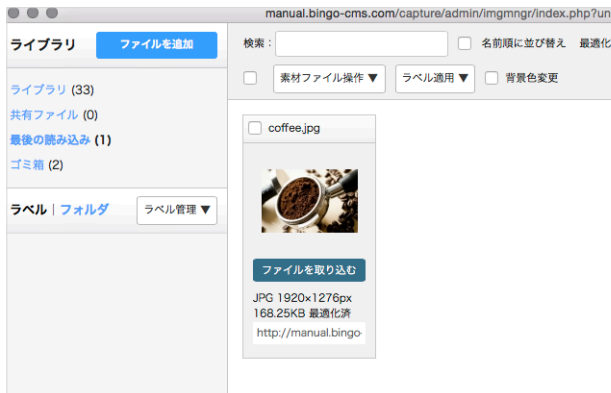 manual.bingo-cms.com/capture/admin/imgmngr/index.php?un
ライブラリ ファイルを追加
検索： 名前順に並び替え 最適化
素材ファイル操作 ▼ ラベル適用 ▼ 背景色変更
ライブラリ (33)
共有ファイル (0)
最後の読み込み (1)
ゴミ箱 (2)
ラベル | フォルダ ラベル管理 ▼
coffee.jpg
ファイルを取り込む
JPG 1920×1276px
168.25KB 最適化済
http://manual.bingo-